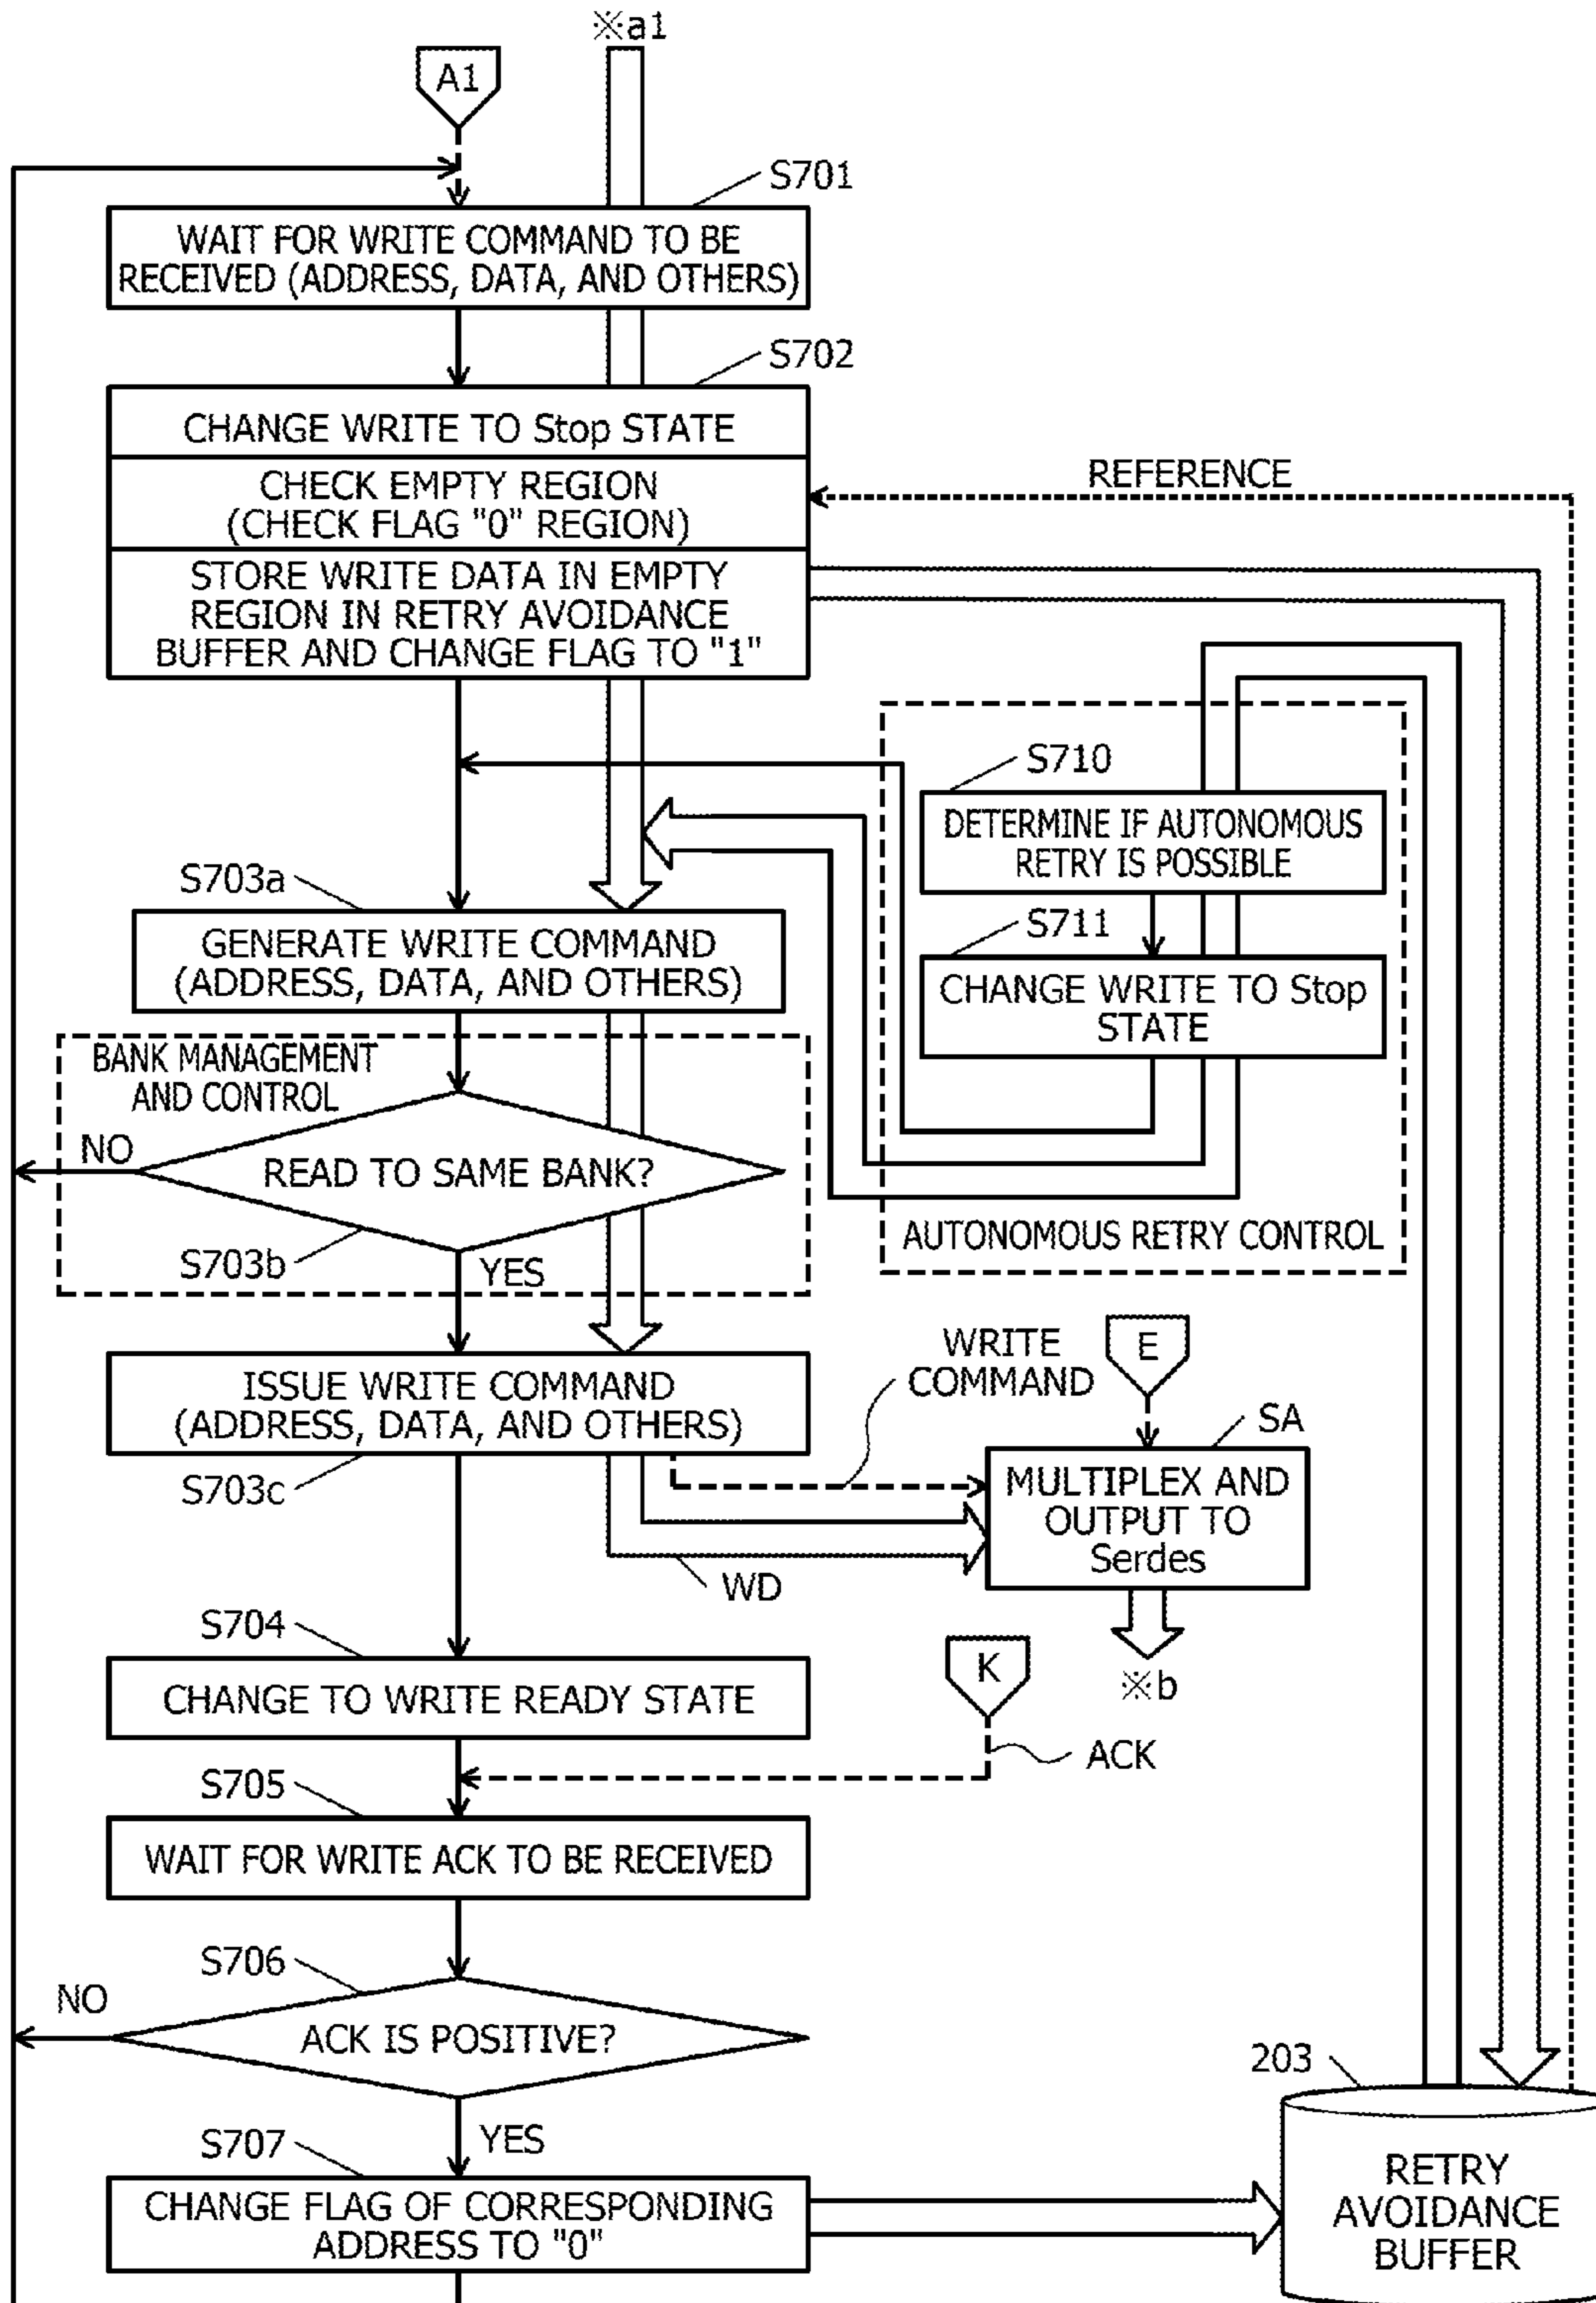 ※a1
A1
S701
WAIT FOR WRITE COMMAND TO BE
RECEIVED (ADDRESS, DATA, AND OTHERS)
S702
CHANGE WRITE TO Stop STATE
CHECK EMPTY REGION
(CHECK FLAG "0" REGION)
REFERENCE
STORE WRITE DATA IN EMPTY
REGION IN RETRY AVOIDANCE
BUFFER AND CHANGE FLAG TO "1"
S710
DETERMINE IF AUTONOMOUS
RETRY IS POSSIBLE
S711
CHANGE WRITE TO Stop
STATE
AUTONOMOUS RETRY CONTROL
S703a
GENERATE WRITE COMMAND
(ADDRESS, DATA, AND OTHERS)
BANK MANAGEMENT
AND CONTROL
NO
READ TO SAME BANK?
S703b
YES
ISSUE WRITE COMMAND
(ADDRESS, DATA, AND OTHERS)
S703c
WRITE
COMMAND
E
SA
MULTIPLEX AND
OUTPUT TO
Serdes
WD
※b
S704
CHANGE TO WRITE READY STATE
K
ACK
S705
WAIT FOR WRITE ACK TO BE RECEIVED
S706
NO
ACK IS POSITIVE?
YES
S707
CHANGE FLAG OF CORRESPONDING
ADDRESS TO "0"
203
RETRY
AVOIDANCE
BUFFER